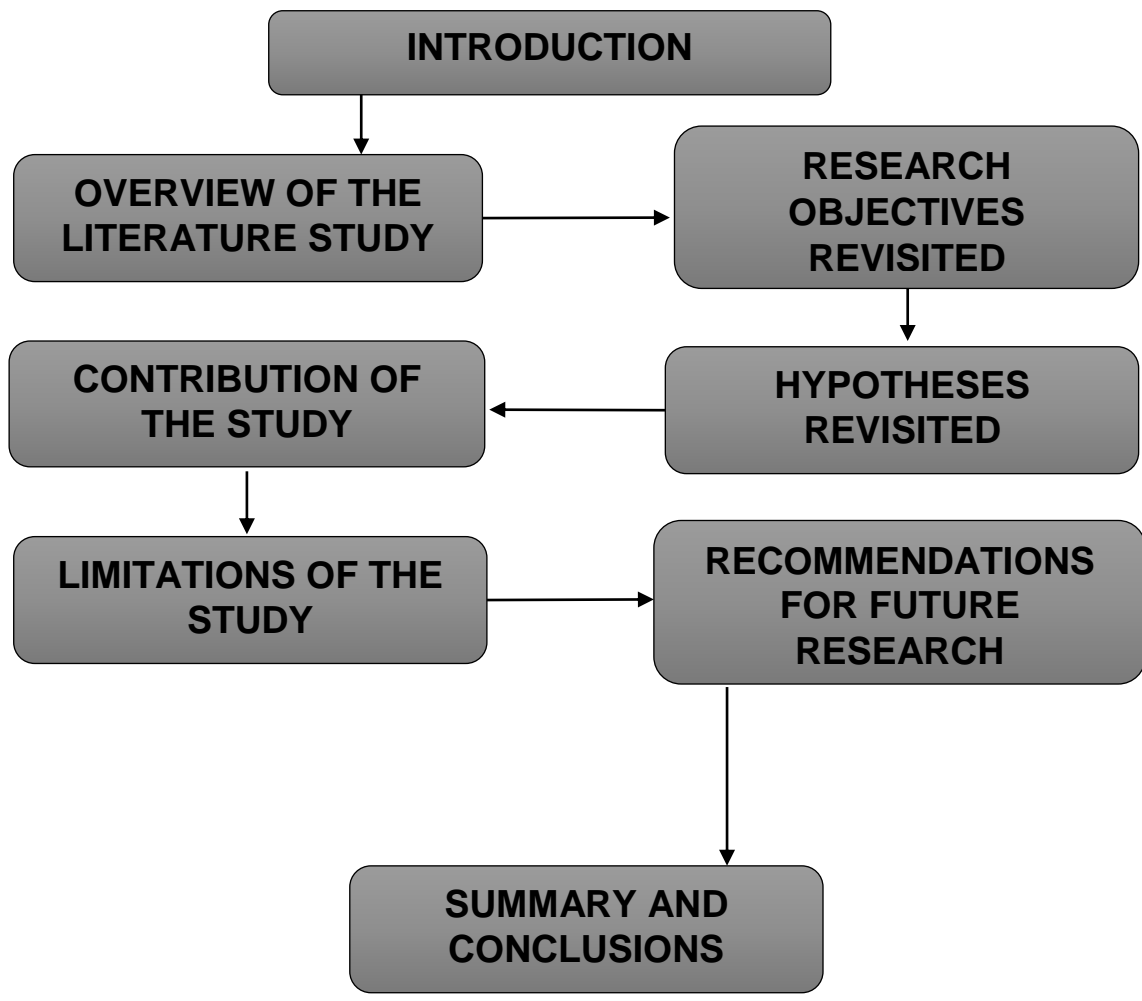 INTRODUCTION
OVERVIEW OF THE
LITERATURE STUDY
RESEARCH
OBJECTIVES
REVISITED
HYPOTHESES
REVISITED
CONTRIBUTION OF
THE STUDY
LIMITATIONS OF THE
STUDY
RECOMMENDATIONS
FOR FUTURE
RESEARCH
SUMMARY AND
CONCLUSIONS